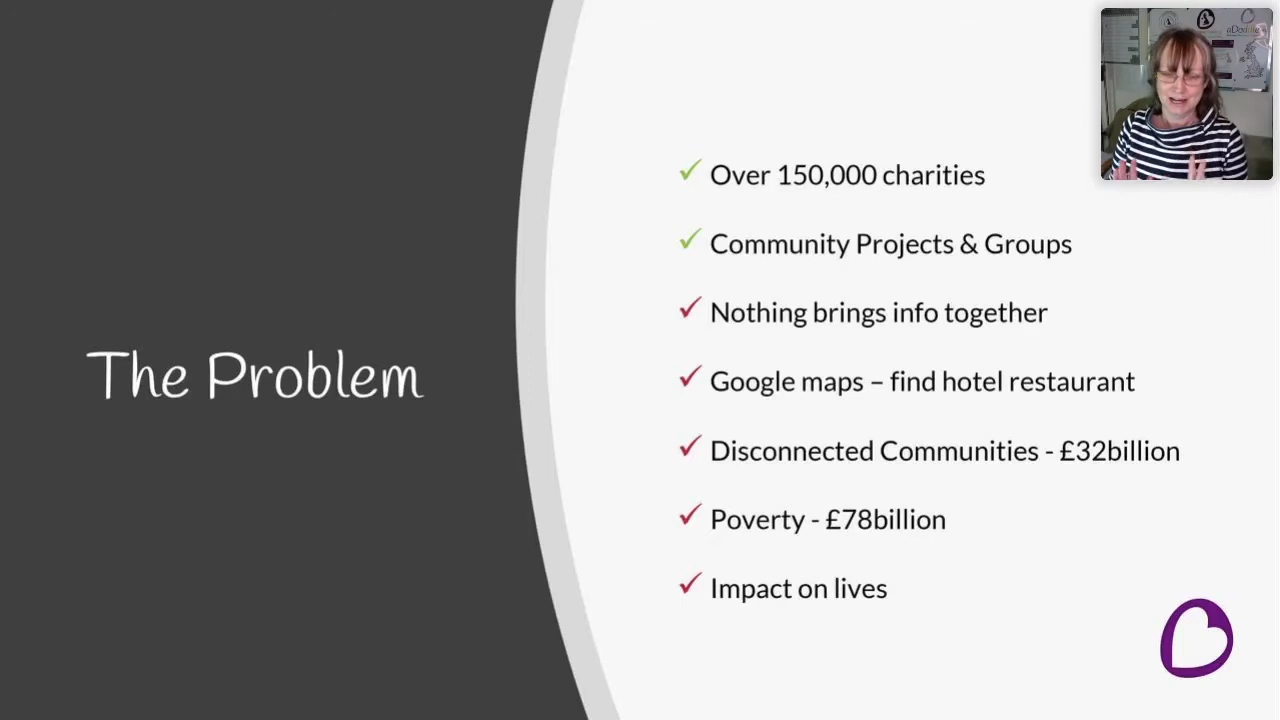 The Problem
Over 150,000 charities
Community Projects & Groups
Nothing brings info together
Google maps – find hotel restaurant
Disconnected Communities - £32billion
Poverty - £78billion
Impact on lives